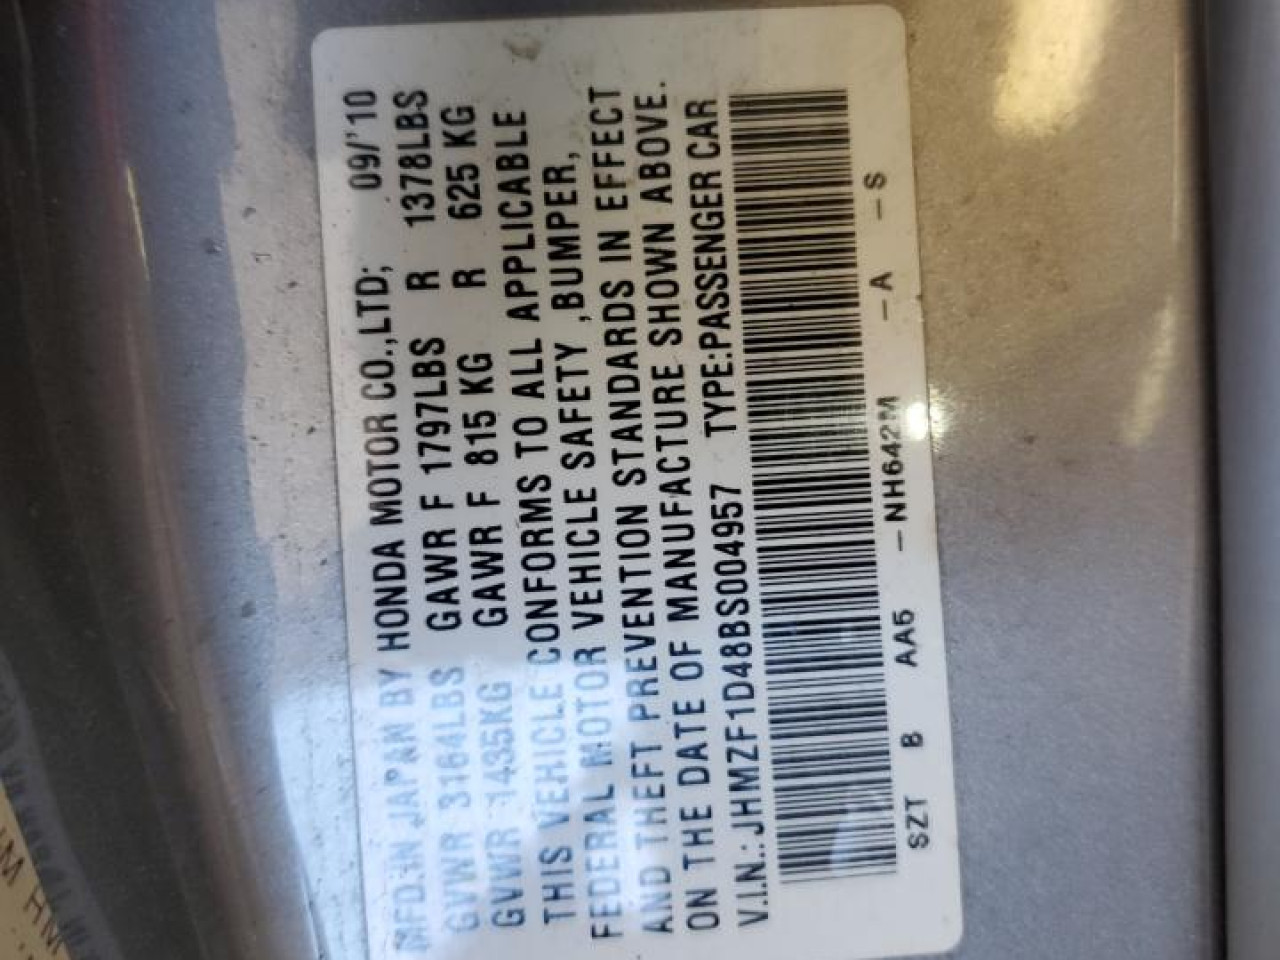 MFD.IN JAPAN BY HONDA MOTOR CO.,LTD; 09/'10
GVWR 3164LBS GAWR F 1797LBS R 1378LBS
GVWR 1435KG GAWR F 815 KG R 625 KG
THIS VEHICLE CONFORMS TO ALL APPLICABLE
FEDERAL MOTOR VEHICLE SAFETY ,BUMPER,
AND THEFT PREVENTION STANDARDS IN EFFECT
ON THE DATE OF MANUFACTURE SHOWN ABOVE.
V.I.N.: JHMZF1D48BS004957 TYPE:PASSENGER CAR
SZT B AA5 -NH642M -A -S